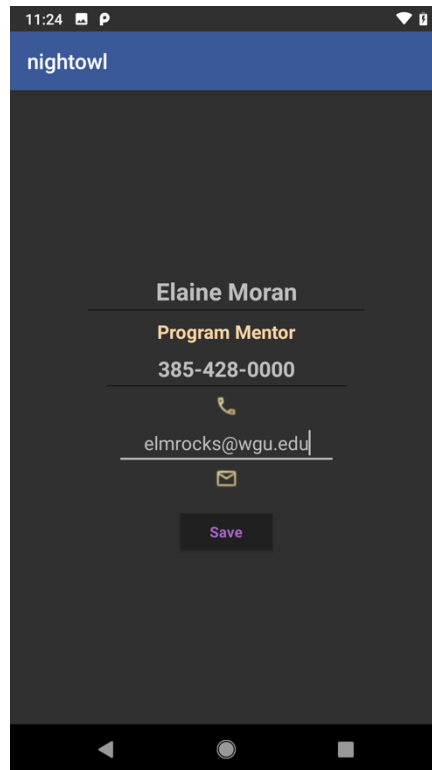 11:24
nightowl
Elaine Moran
Program Mentor
385-428-0000
elmrocks@wgu.edu
Save